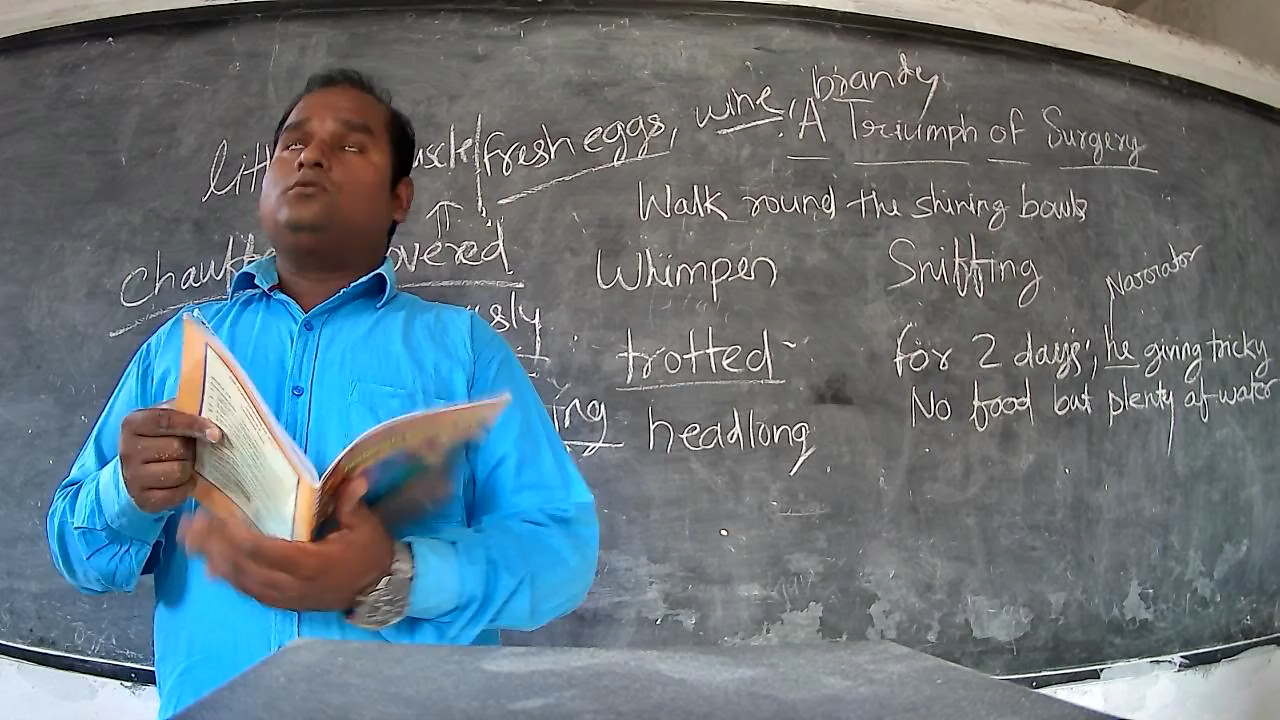 brandy
fresh eggs, wine, A Triumph of Surgery
Walk round the shining bowls
Whimper Sniffing Narrator
trotted for 2 days, he giving tricky
No food but plenty of water
headlong